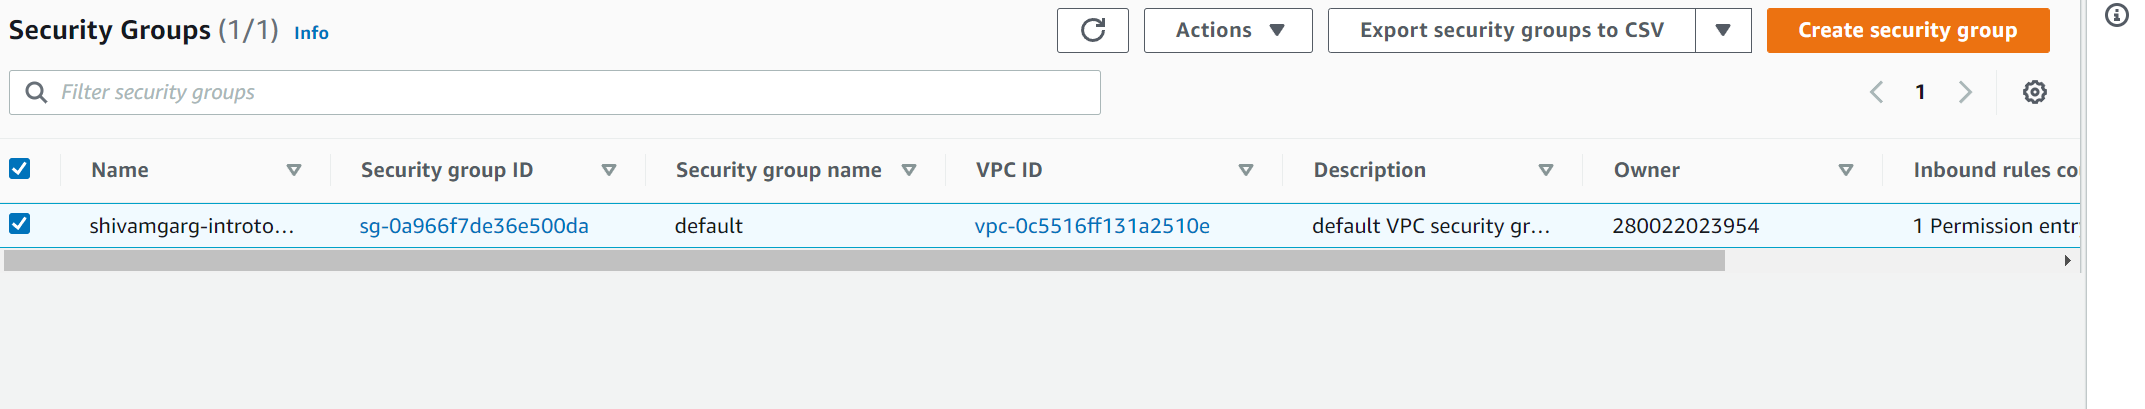 Security Groups (1/1) Info
Actions
Export security groups to CSV
Create security group
Filter security groups
1
Name Security group ID Security group name VPC ID Description Owner Inbound rules co
shivamgarg-introto... sg-0a966f7de36e500da default vpc-0c5516ff131a2510e default VPC security gr... 280022023954 1 Permission entr